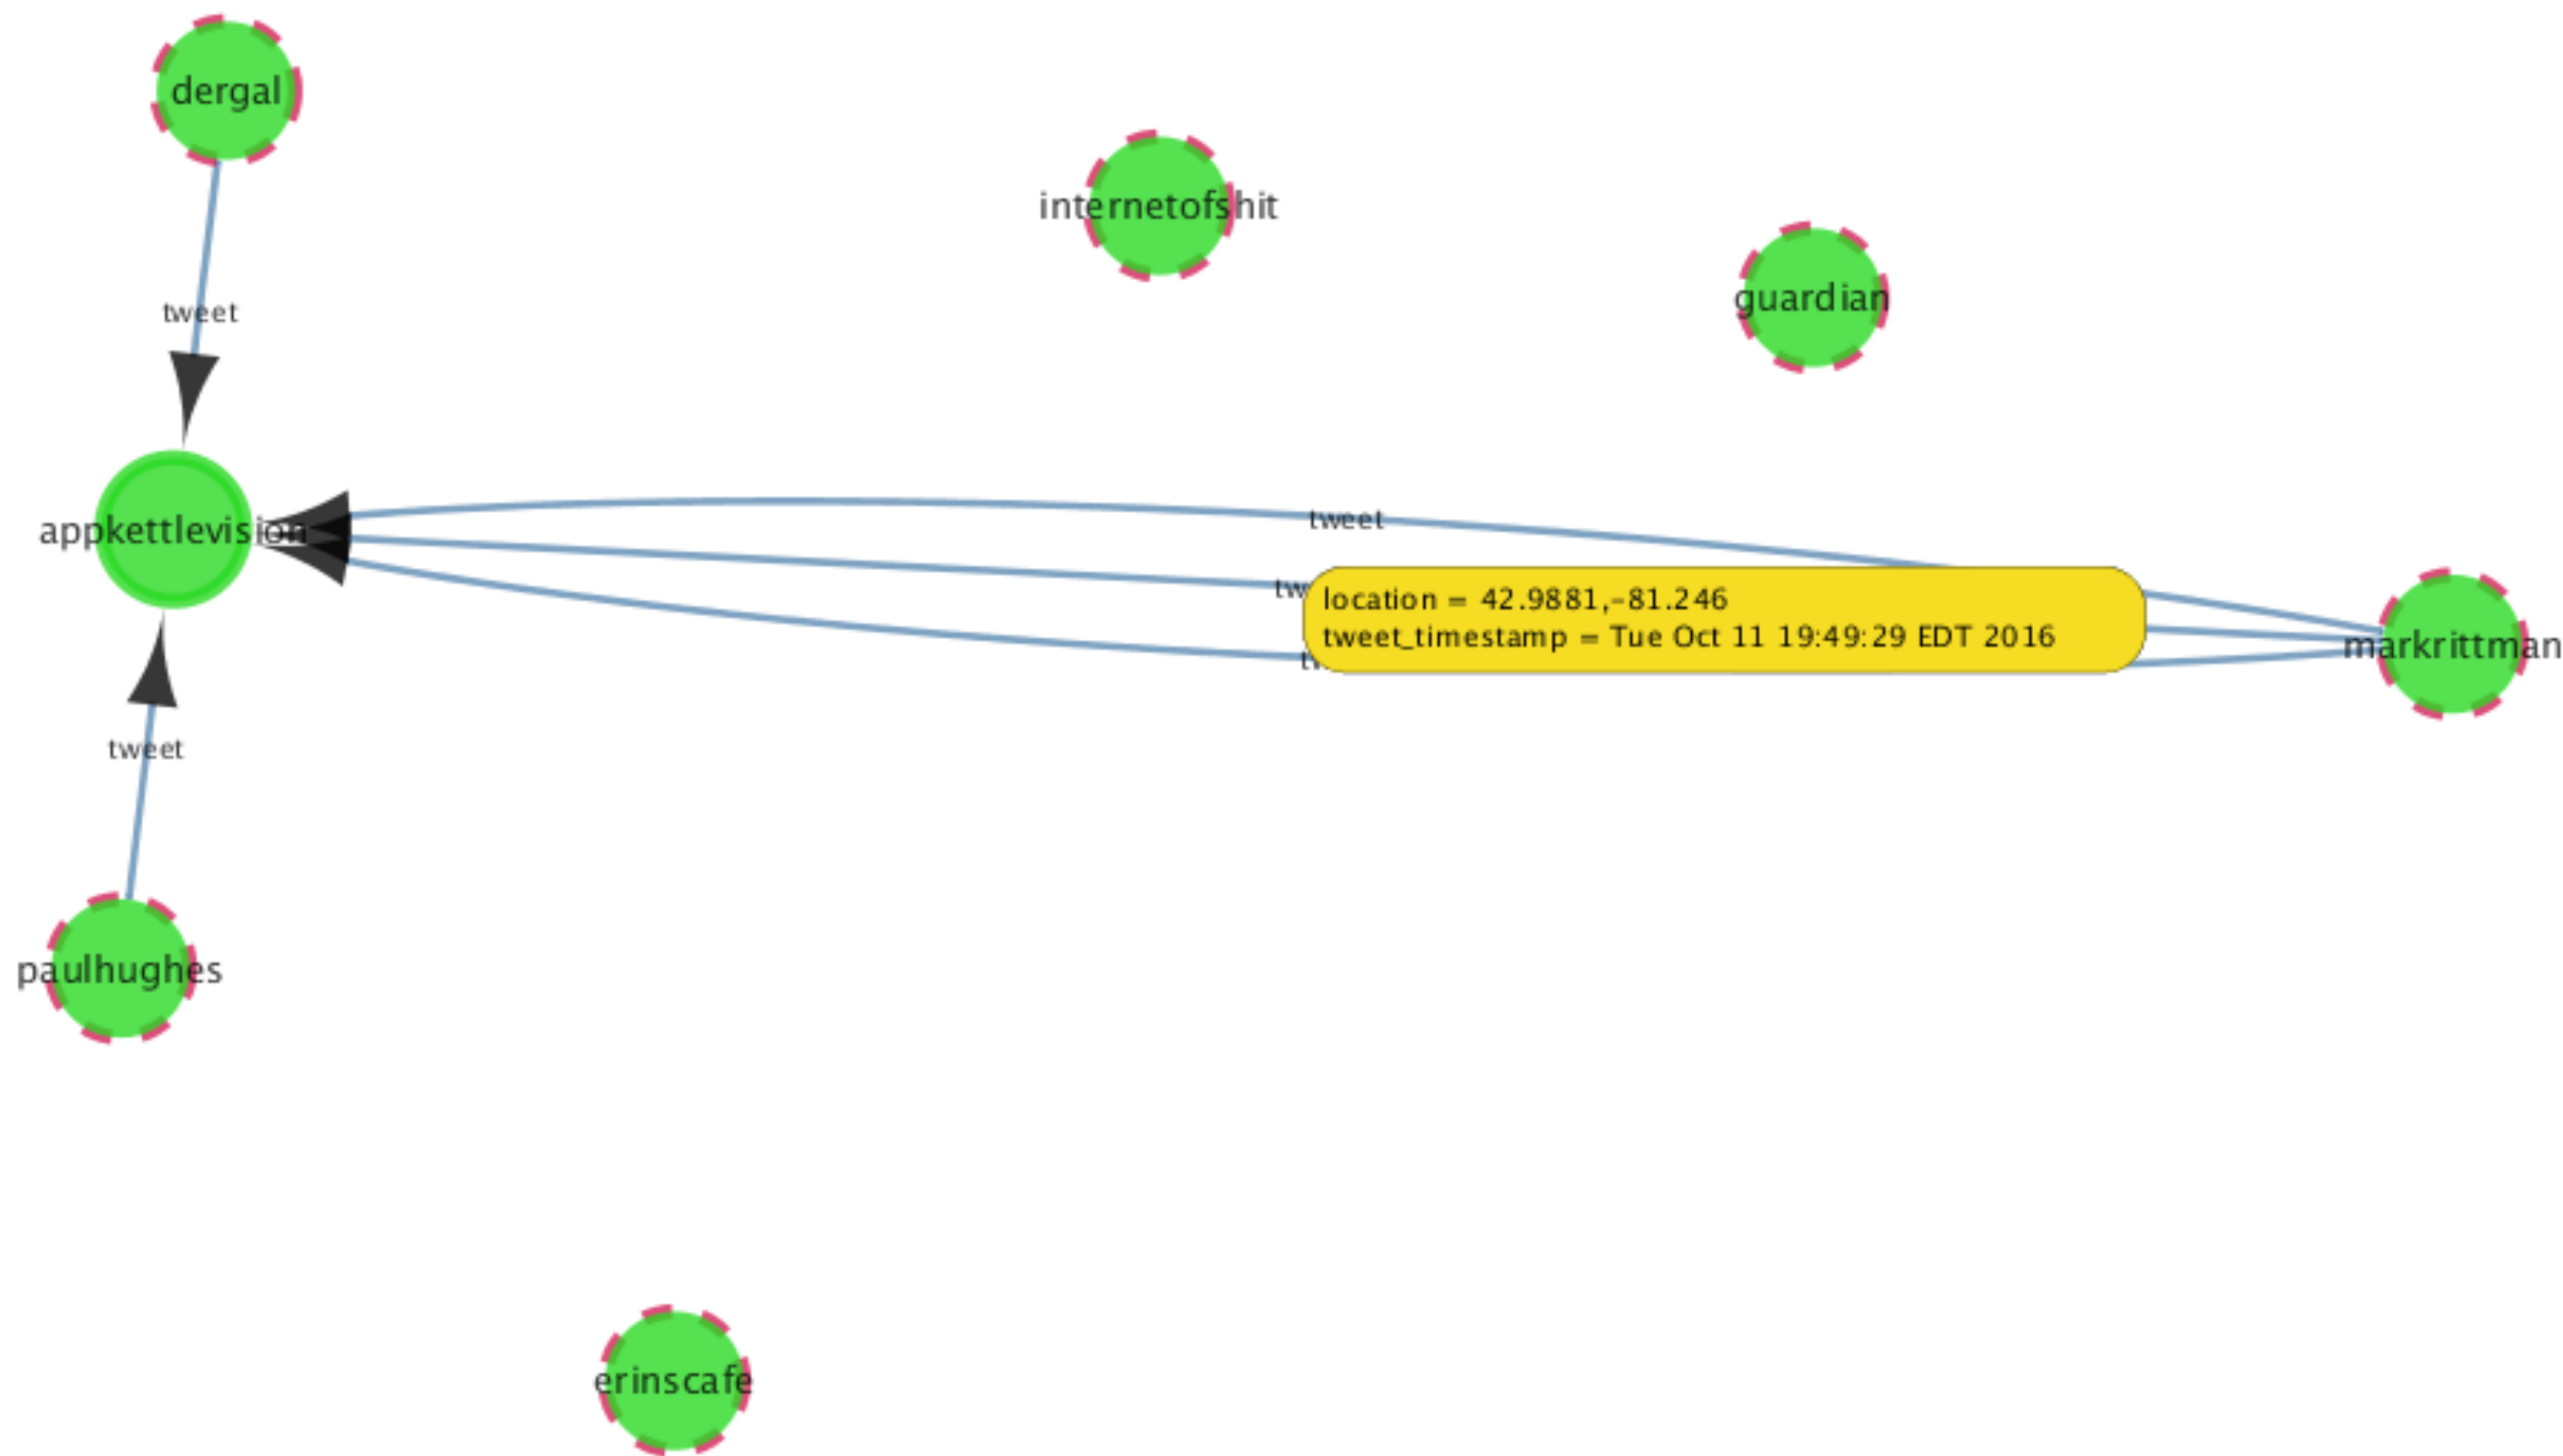 dergal
internetofshit
guardian
tweet
appkettlevision
tweet
location = 42.9881,-81.246
tweet_timestamp = Tue Oct 11 19:49:29 EDT 2016
markrittman
tweet
paulhughes
erinscafe